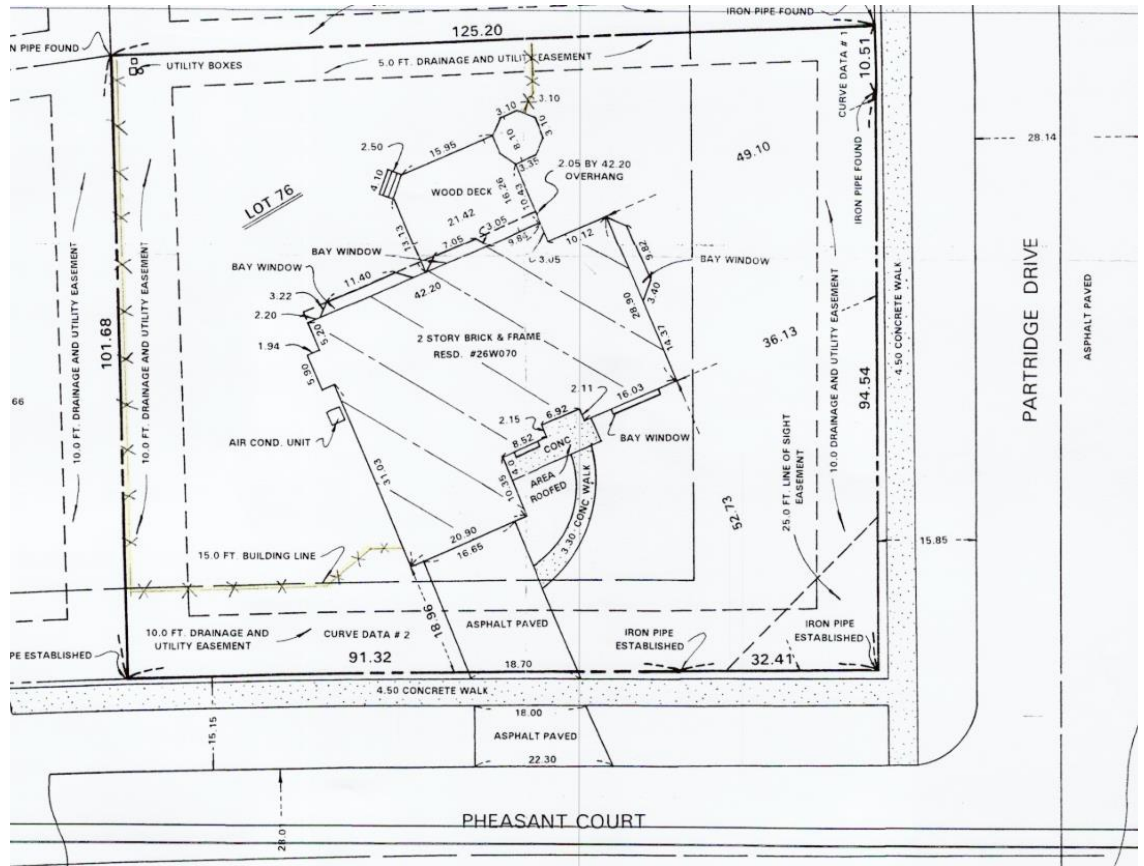 IRON PIPE FOUND
125.20
N PIPE FOUND
UTILITY BOXES
5.0 FT. DRAINAGE AND UTILITY EASEMENT
CURVE DATA # 1
10.51
IRON PIPE FOUND
3.10
3.10
3.10
8.10
2.50
15.95
4.10
3.35
2.05 BY 42.20
OVERHANG
49.10
28.14
LOT 76
WOOD DECK
16.26
10.43
21.42
13.13
7.05
3.05
9.84
3.05
10.12
BAY WINDOW
BAY WINDOW
11.40
42.20
3.22
2.20
9.82
BAY WINDOW
3.40
28.90
14.37
5.20
1.94
5.90
2 STORY BRICK & FRAME
RESD. #26W070
36.13
101.68
10.0 FT. DRAINAGE AND UTILITY EASEMENT
10.0 FT. DRAINAGE AND UTILITY EASEMENT
10.0 DRAINAGE AND UTILITY EASEMENT
4.50 CONCRETE WALK
94.54
PARTRIDGE DRIVE
ASPHALT PAVED
66
AIR COND. UNIT
31.03
2.11
6.92
16.03
2.15
8.52
CONC
BAY WINDOW
4.0
10.35
AREA
ROOFED
3.30 CONC WALK
25.0 FT. LINE OF SIGHT
EASEMENT
52.73
20.90
16.65
15.0 FT BUILDING LINE
15.85
18.96
10.0 FT. DRAINAGE AND
UTILITY EASEMENT
CURVE DATA # 2
ASPHALT PAVED
IRON PIPE
ESTABLISHED
IRON PIPE
ESTABLISHED
PE ESTABLISHED
91.32
18.70
32.41
4.50 CONCRETE WALK
18.00
15.15
ASPHALT PAVED
22.30
28.01
PHEASANT COURT